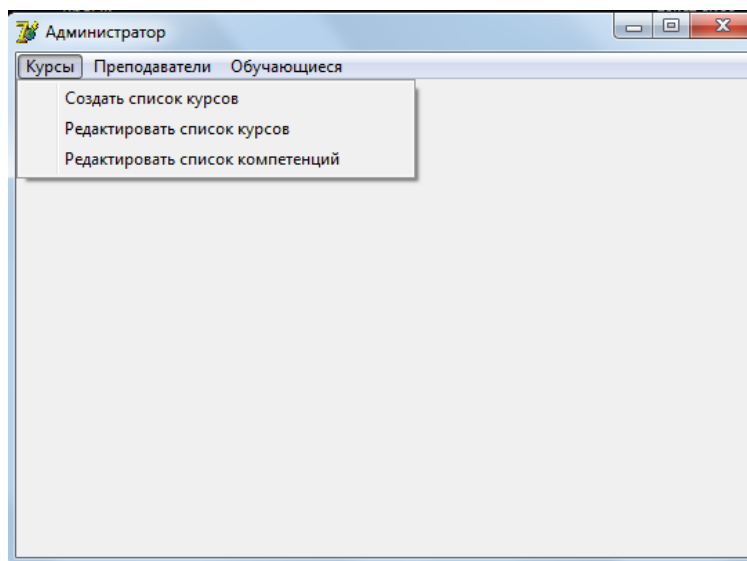 Администратор
Курсы Преподаватели Обучающиеся
Создать список курсов
Редактировать список курсов
Редактировать список компетенций